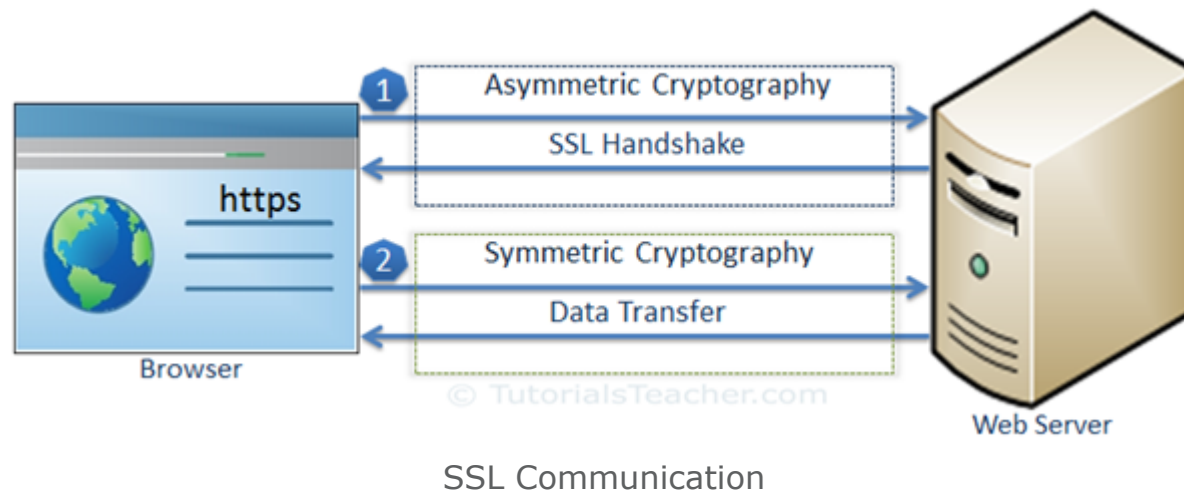 1
Asymmetric Cryptography
SSL Handshake
https
2
Symmetric Cryptography
Data Transfer
Browser
© TutorialsTeacher.com
Web Server
SSL Communication